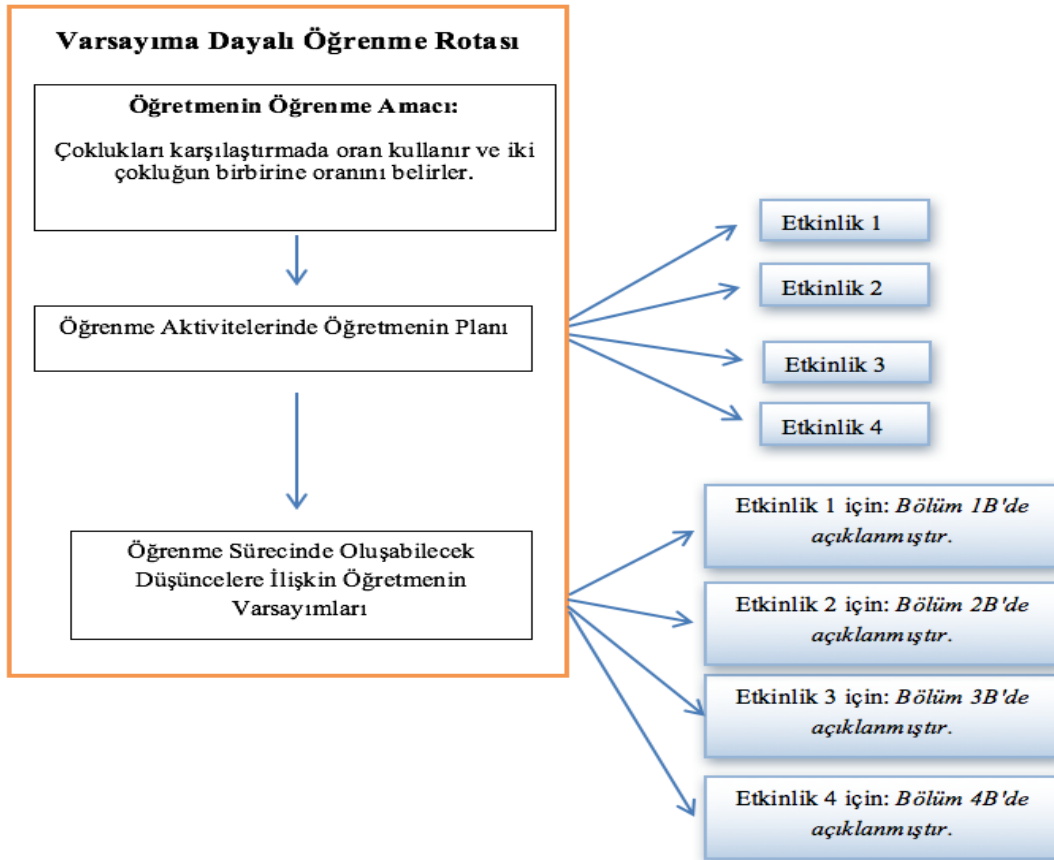 Varsayıma Dayalı Öğrenme Rotası
Öğretmenin Öğrenme Amacı:
Çoklukları karşılaştırmada oran kullanır ve iki
çokluğun birbirine oranını belirler.
Öğrenme Aktivitelerinde Öğretmenin Planı
Etkinlik 1
Etkinlik 2
Etkinlik 3
Etkinlik 4
Öğrenme Sürecinde Oluşabilecek
Düşüncelere İlişkin Öğretmenin
Varsayımları
Etkinlik 1 için: Bölüm 1B'de
açıklanmıştır.
Etkinlik 2 için: Bölüm 2B'de
açıklanmıştır.
Etkinlik 3 için: Bölüm 3B'de
açıklanmıştır.
Etkinlik 4 için: Bölüm 4B'de
açıklanmıştır.